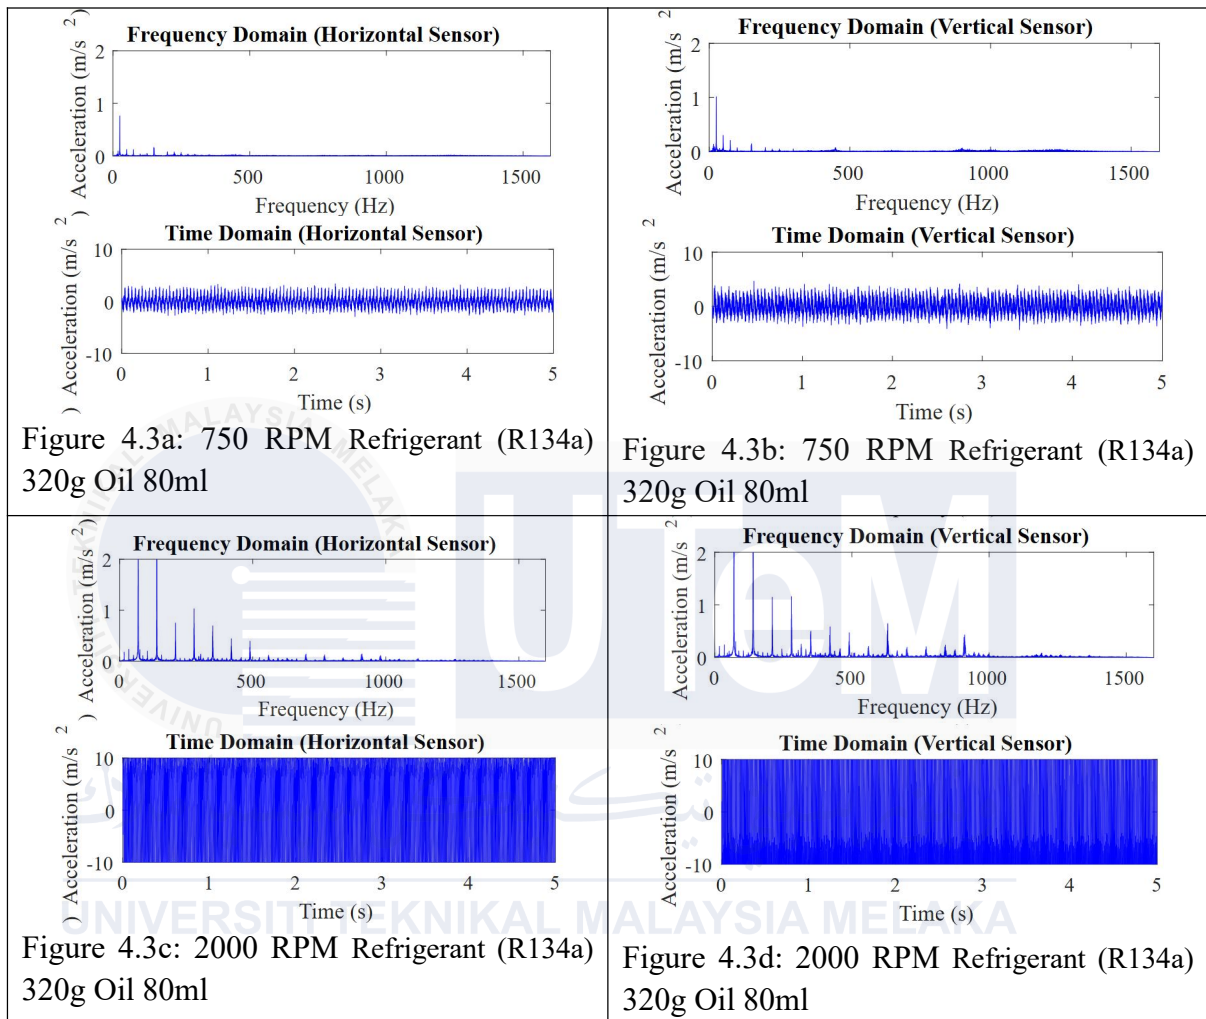 Frequency Domain (Horizontal Sensor)
Acceleration (m/s 2)
2
1
0
0 500 1000 1500
Frequency (Hz)
Time Domain (Horizontal Sensor)
) Acceleration (m/s 2)
10
0
-10
0 1 2 3 4 5
Time (s)
Figure 4.3a: 750 RPM Refrigerant (R134a)
320g Oil 80ml
Frequency Domain (Vertical Sensor)
Acceleration (m/s 2
2
1
0
0 500 1000 1500
Frequency (Hz)
Time Domain (Vertical Sensor)
Acceleration (m/s 2
10
0
-10
0 1 2 3 4 5
Time (s)
Figure 4.3b: 750 RPM Refrigerant (R134a)
320g Oil 80ml
Frequency Domain (Horizontal Sensor)
) Acceleration (m/s 2)
2
1
0
0 500 1000 1500
Frequency (Hz)
Time Domain (Horizontal Sensor)
) Acceleration (m/s 2
10
0
-10
0 1 2 3 4 5
Time (s)
Figure 4.3c: 2000 RPM Refrigerant (R134a)
320g Oil 80ml
Frequency Domain (Vertical Sensor)
Acceleration (m/s 2)
2
1
0
0 500 1000 1500
Frequency (Hz)
Time Domain (Vertical Sensor)
Acceleration (m/s 2
10
0
-10
0 1 2 3 4 5
Time (s)
Figure 4.3d: 2000 RPM Refrigerant (R134a)
320g Oil 80ml
UTeM
UNIVERSITI TEKNIKAL MALAYSIA MELAKA